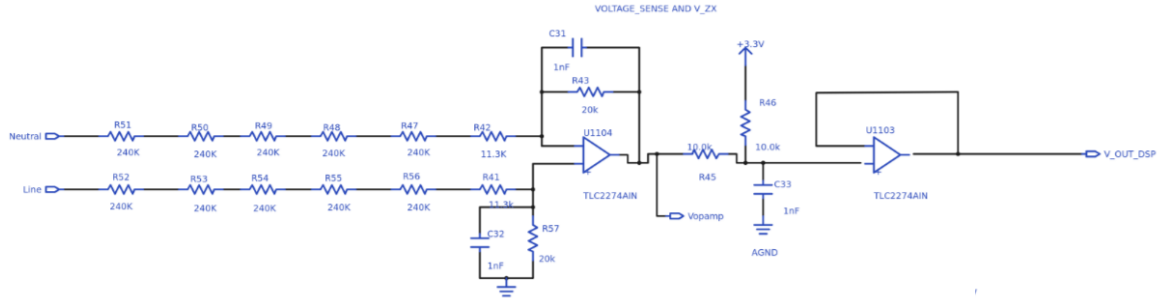 VOLTAGE_SENSE AND V_ZX
C31
1nF
R43
20k
+3.3V
R46
10.0k
Neutral
R51
240K
R50
240K
R49
240K
R48
240K
R47
240K
R42
11.3K
U1104
TLC2274AIN
10.0k
R45
U1103
TLC2274AIN
V_OUT_DSP
Line
R52
240K
R53
240K
R54
240K
R55
240K
R56
240K
R41
11.3k
C33
1nF
AGND
Vopamp
C32
1nF
R57
20k